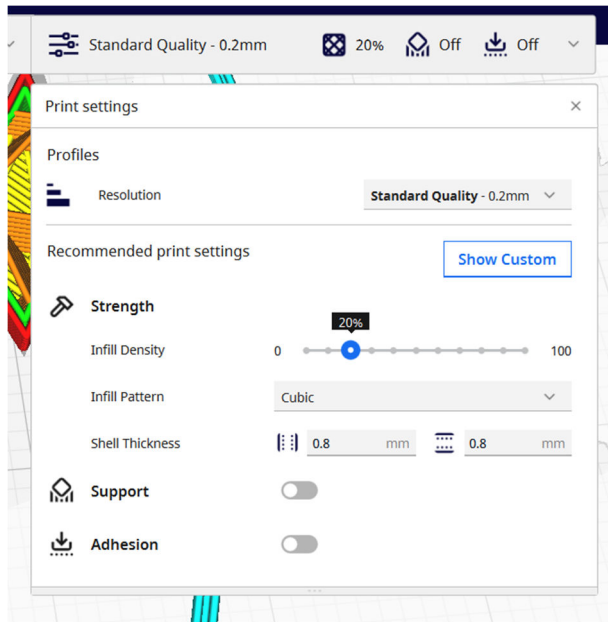 Standard Quality - 0.2mm 20% Off Off
Print settings
Profiles
Resolution Standard Quality - 0.2mm
Recommended print settings Show Custom
Strength
20%
Infill Density 0 100
Infill Pattern Cubic
Shell Thickness 0.8 mm 0.8 mm
Support
Adhesion